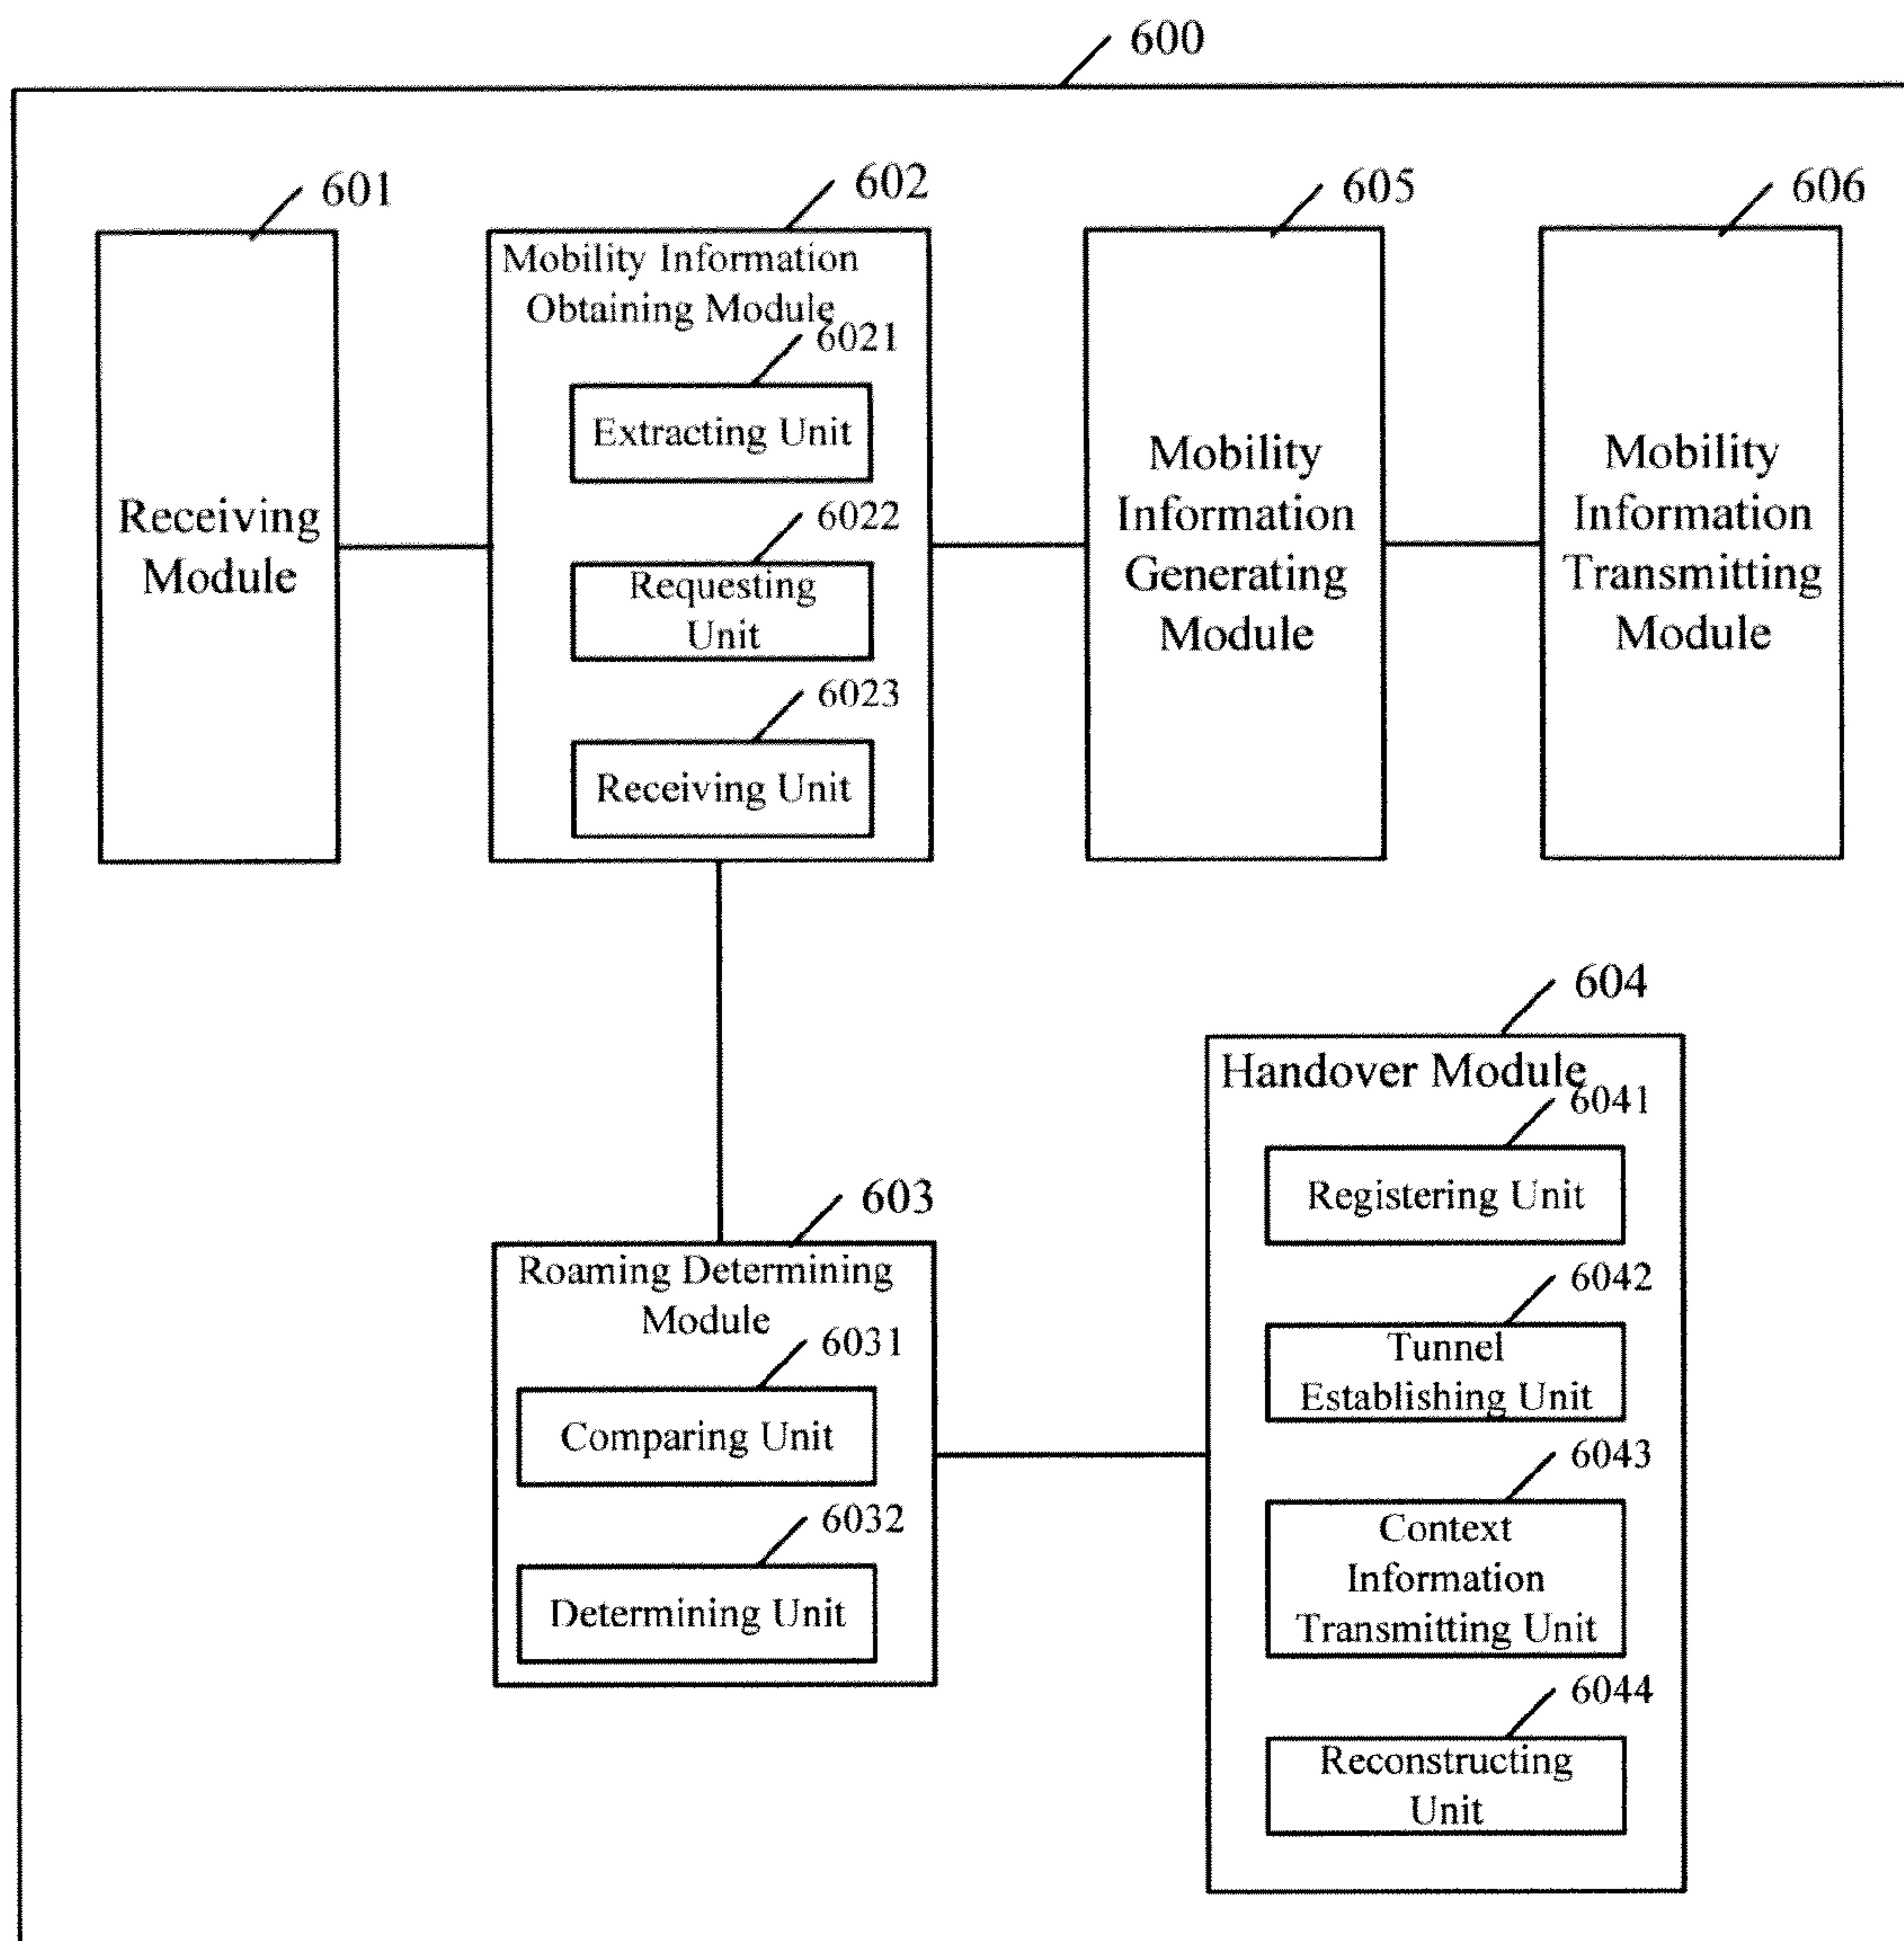 600
601
602
605
606
Receiving
Module
Mobility Information
Obtaining Module
6021
Extracting Unit
6022
Requesting
Unit
6023
Receiving Unit
Mobility
Information
Generating
Module
Mobility
Information
Transmitting
Module
603
Roaming Determining
Module
6031
Comparing Unit
6032
Determining Unit
604
Handover Module
6041
Registering Unit
6042
Tunnel
Establishing Unit
6043
Context
Information
Transmitting Unit
6044
Reconstructing
Unit